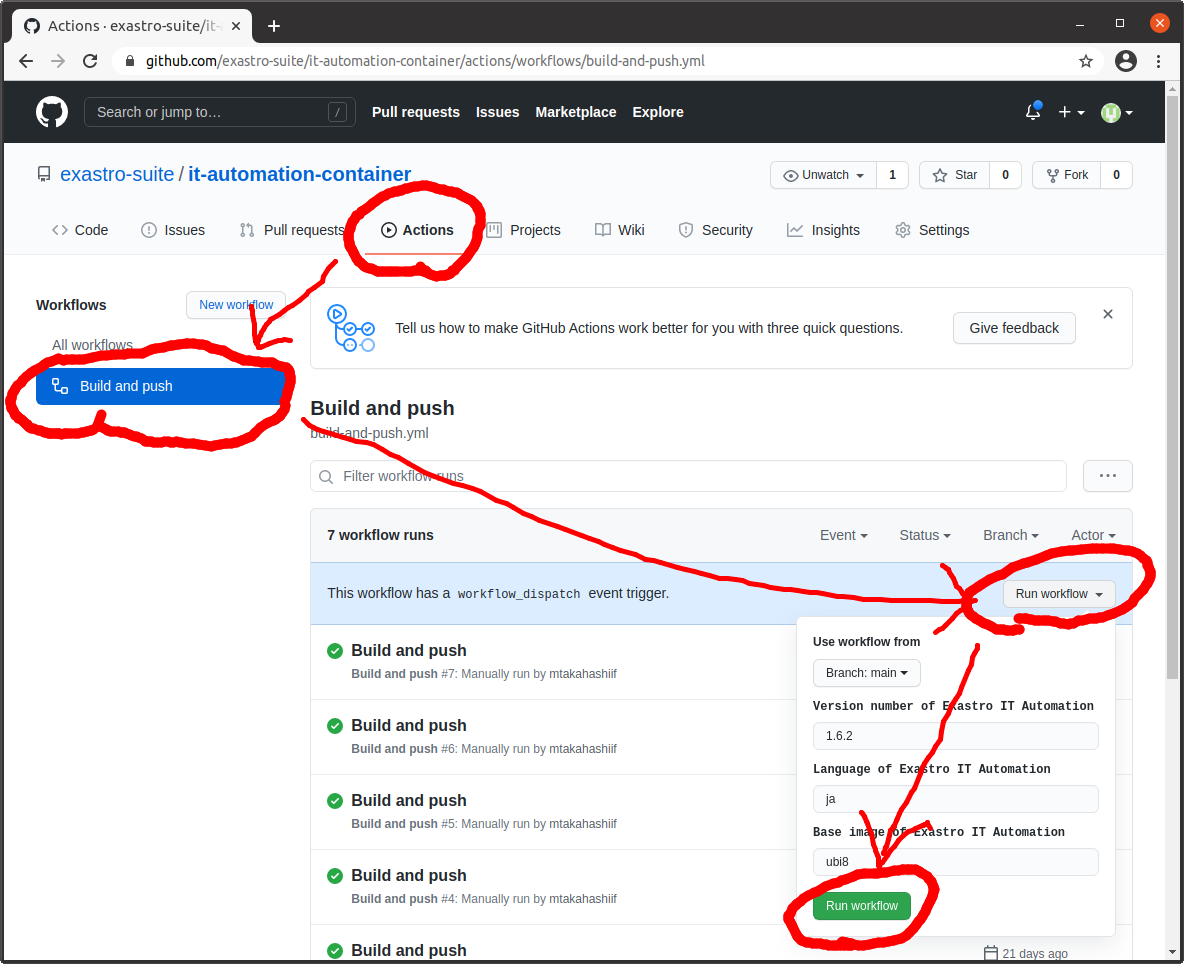 Actions · exastro-suite/it-
github.com/exastro-suite/it-automation-container/actions/workflows/build-and-push.yml
Search or jump to… / Pull requests Issues Marketplace Explore
exastro-suite / it-automation-container Unwatch 1 Star 0 Fork 0
Code Issues Pull requests Actions Projects Wiki Security Insights Settings
Workflows New workflow
All workflows
Build and push
Tell us how to make GitHub Actions work better for you with three quick questions. Give feedback
Build and push
build-and-push.yml
Filter workflow runs
7 workflow runs Event Status Branch Actor
This workflow has a workflow_dispatch event trigger. Run workflow
Use workflow from
Branch: main
Version number of Exastro IT Automation
1.6.2
Language of Exastro IT Automation
ja
Base image of Exastro IT Automation
ubi8
Run workflow
Build and push
Build and push #7: Manually run by mtakahashiif
Build and push
Build and push #6: Manually run by mtakahashiif
Build and push
Build and push #5: Manually run by mtakahashiif
Build and push
Build and push #4: Manually run by mtakahashiif
Build and push
21 days ago